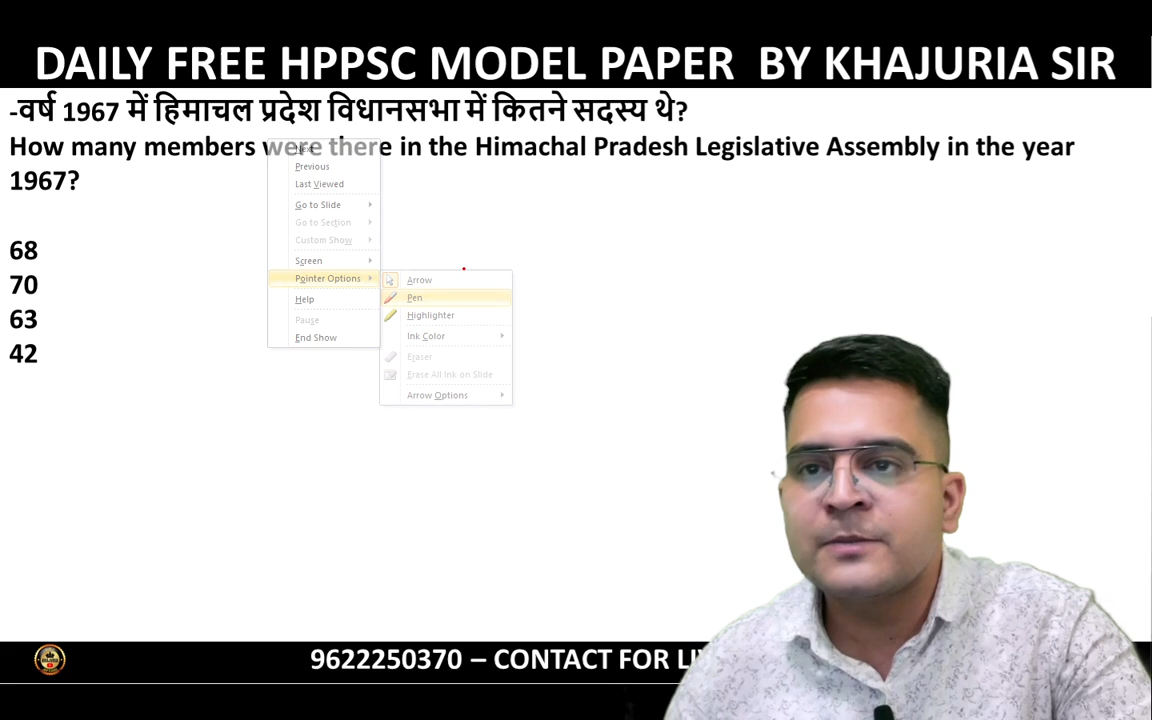 DAILY FREE HPPSC MODEL PAPER BY KHAJURIA SIR
-वर्ष 1967 में हिमाचल प्रदेश विधानसभा में कितने सदस्य थे?
How many members were there in the Himachal Pradesh Legislative Assembly in the year
1967?
68
70
63
42
Next
Previous
Last Viewed
Go to Slide
Go to Section
Custom Show
Screen
Pointer Options
Help
Pause
End Show
Arrow
Pen
Highlighter
Ink Color
Eraser
Erase All Ink on Slide
Arrow Options
9622250370 – CONTACT FOR